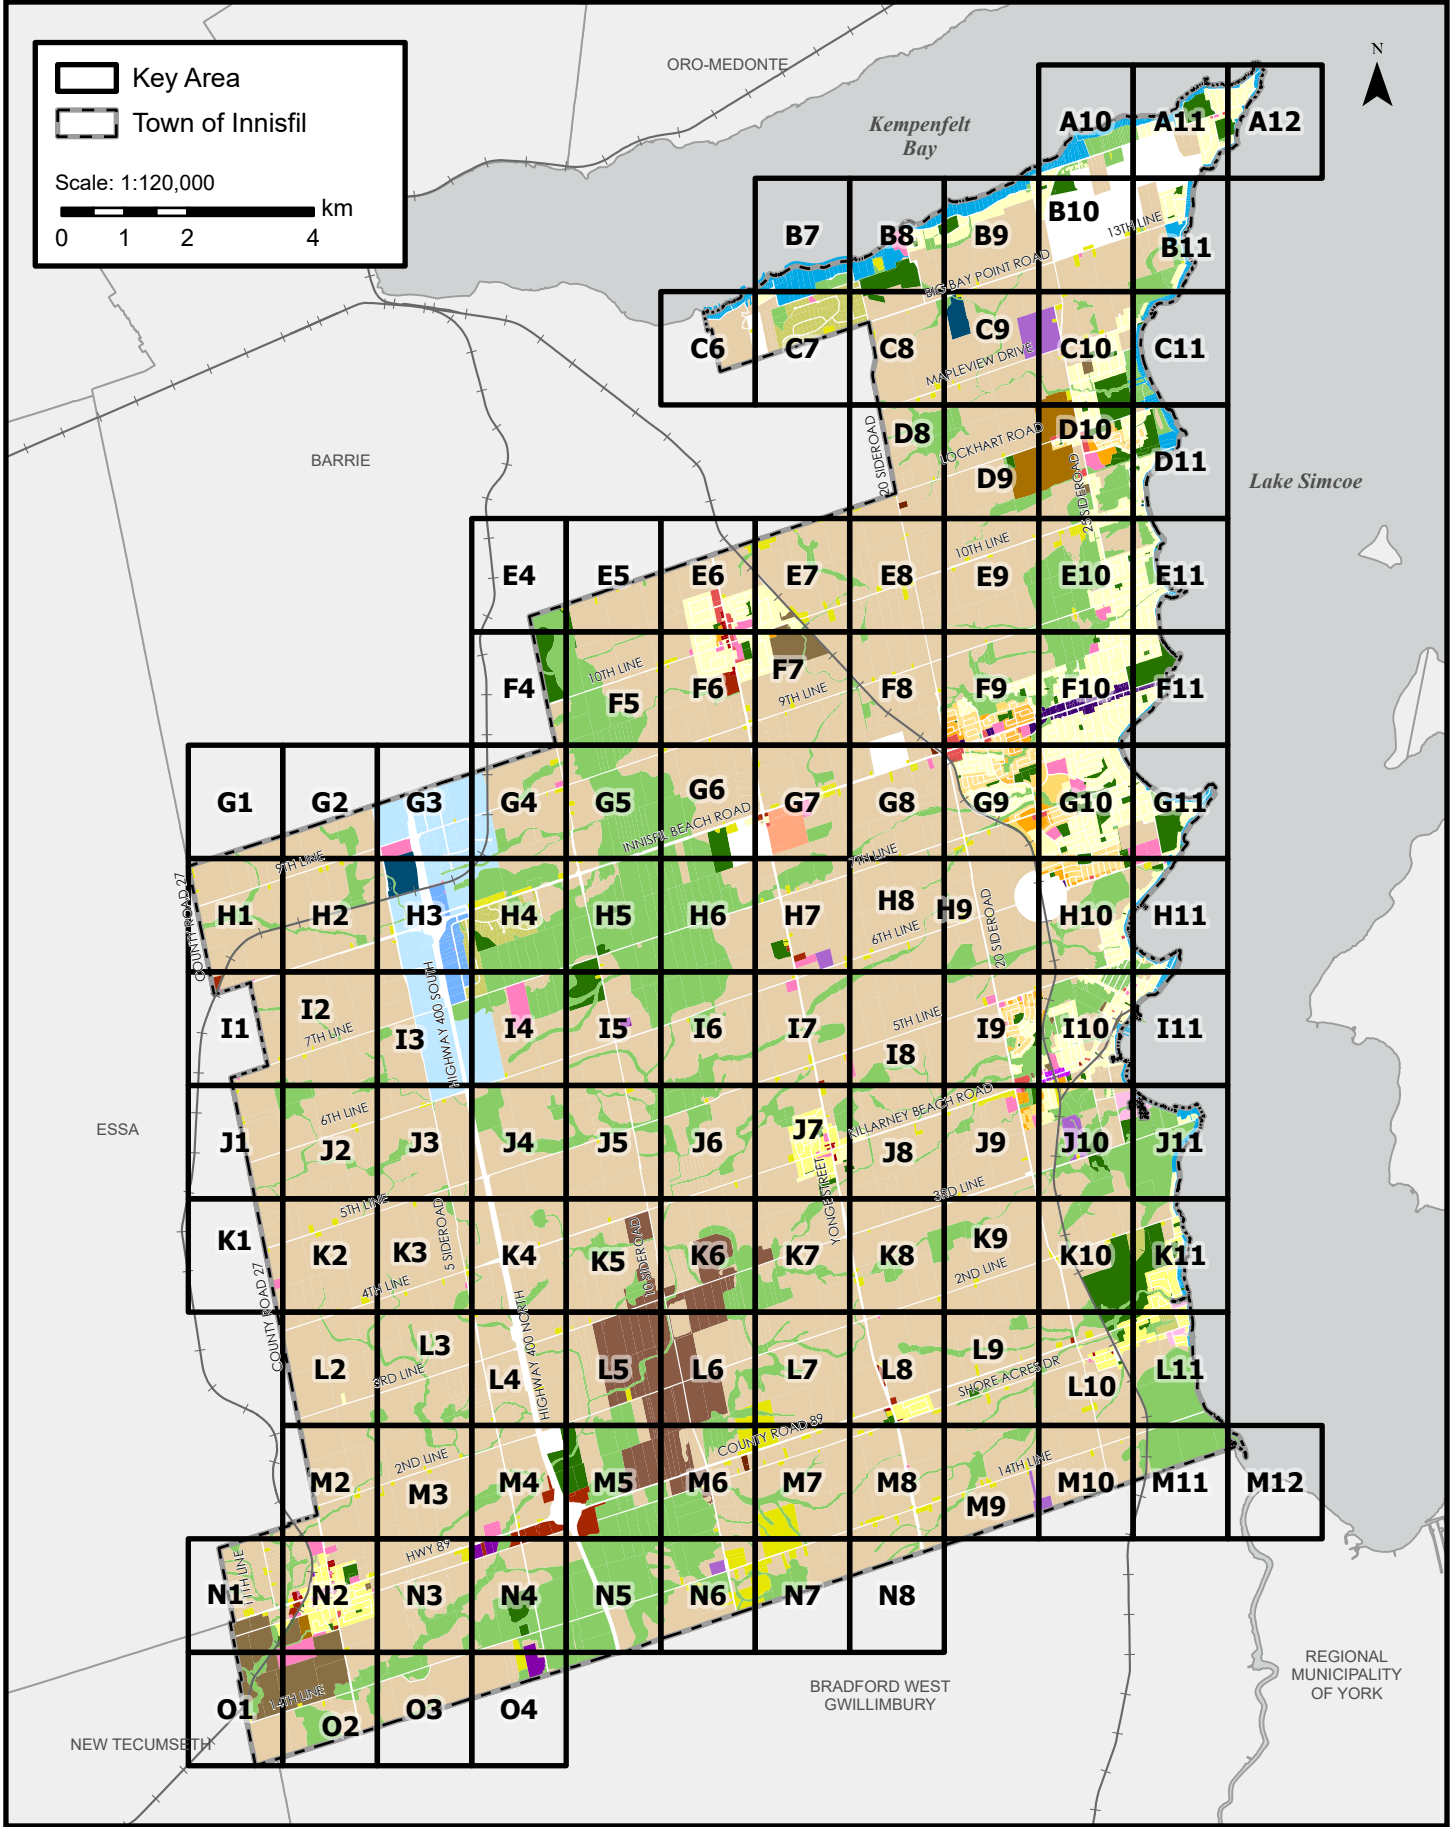 Key Area
Town of Innisfil
Scale: 1:120,000
km
0 1 2 4
N
ORO-MEDONTE
Kempenfelt
Bay
A10 A11 A12
B7 B8 B9 B10 B11
13TH LINE
BIG BAY POINT ROAD
C6 C7 C8 C9 C10 C11
MAPLEVIEW DRIVE
BARRIE
D8 D9 D10 D11
20 SIDEROAD
LOCKHART ROAD
25 SIDEROAD
Lake Simcoe
10TH LINE
E4 E5 E6 E7 E8 E9 E10 E11
F4 F5 F6 F7 F8 F9 F10 F11
10TH LINE
9TH LINE
G1 G2 G3 G4 G5 G6 G7 G8 G9 G10 G11
INNISFIL BEACH ROAD
9TH LINE
7TH LINE
COUNTY ROAD 27
H1 H2 H3 H4 H5 H6 H7 H8 H9 H10 H11
6TH LINE
20 SIDEROAD
HIGHWAY 400 SOUTH
I1 I2 I3 I4 I5 I6 I7 I8 I9 I10 I11
7TH LINE
5TH LINE
ESSA
6TH LINE
KILLARNEY BEACH ROAD
J1 J2 J3 J4 J5 J6 J7 J8 J9 J10 J11
YONGE STREET
3RD LINE
5TH LINE
5 SIDEROAD
10 SIDEROAD
K1 K2 K3 K4 K5 K6 K7 K8 K9 K10 K11
4TH LINE
2ND LINE
COUNTY ROAD 27
HIGHWAY 400 NORTH
L2 L3 L4 L5 L6 L7 L8 L9 L10 L11
3RD LINE
SHORE ACRES DR
COUNTY ROAD 89
2ND LINE
14TH LINE
M2 M3 M4 M5 M6 M7 M8 M9 M10 M11 M12
HWY 89
11TH LINE
N1 N2 N3 N4 N5 N6 N7 N8
14TH LINE
O1 O2 O3 O4
NEW TECUMSETH
BRADFORD WEST
GWILLIMBURY
REGIONAL
MUNICIPALITY
OF YORK